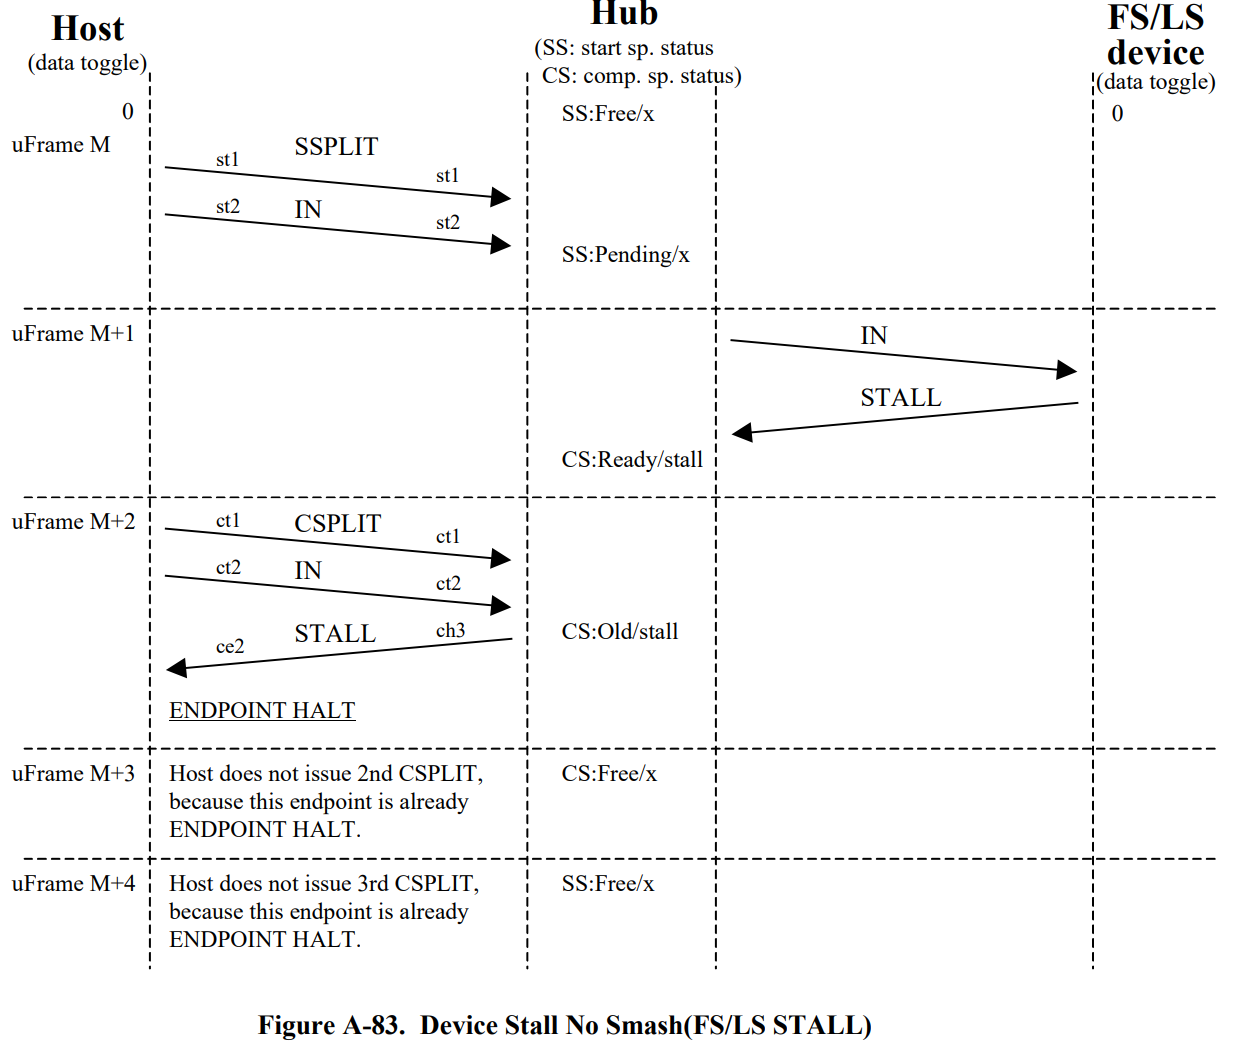 Host
(data toggle)
Hub
(SS: start sp. status
CS: comp. sp. status)
FS/LS
device
(data toggle)
0
SS:Free/x
0
uFrame M
st1
SSPLIT
st1
st2
IN
st2
SS:Pending/x
uFrame M+1
IN
STALL
CS:Ready/stall
uFrame M+2
ct1
CSPLIT
ct1
ct2
IN
ct2
STALL
ch3
ce2
CS:Old/stall
ENDPOINT HALT
uFrame M+3
Host does not issue 2nd CSPLIT,
because this endpoint is already
ENDPOINT HALT.
CS:Free/x
uFrame M+4
Host does not issue 3rd CSPLIT,
because this endpoint is already
ENDPOINT HALT.
SS:Free/x
Figure A-83. Device Stall No Smash(FS/LS STALL)